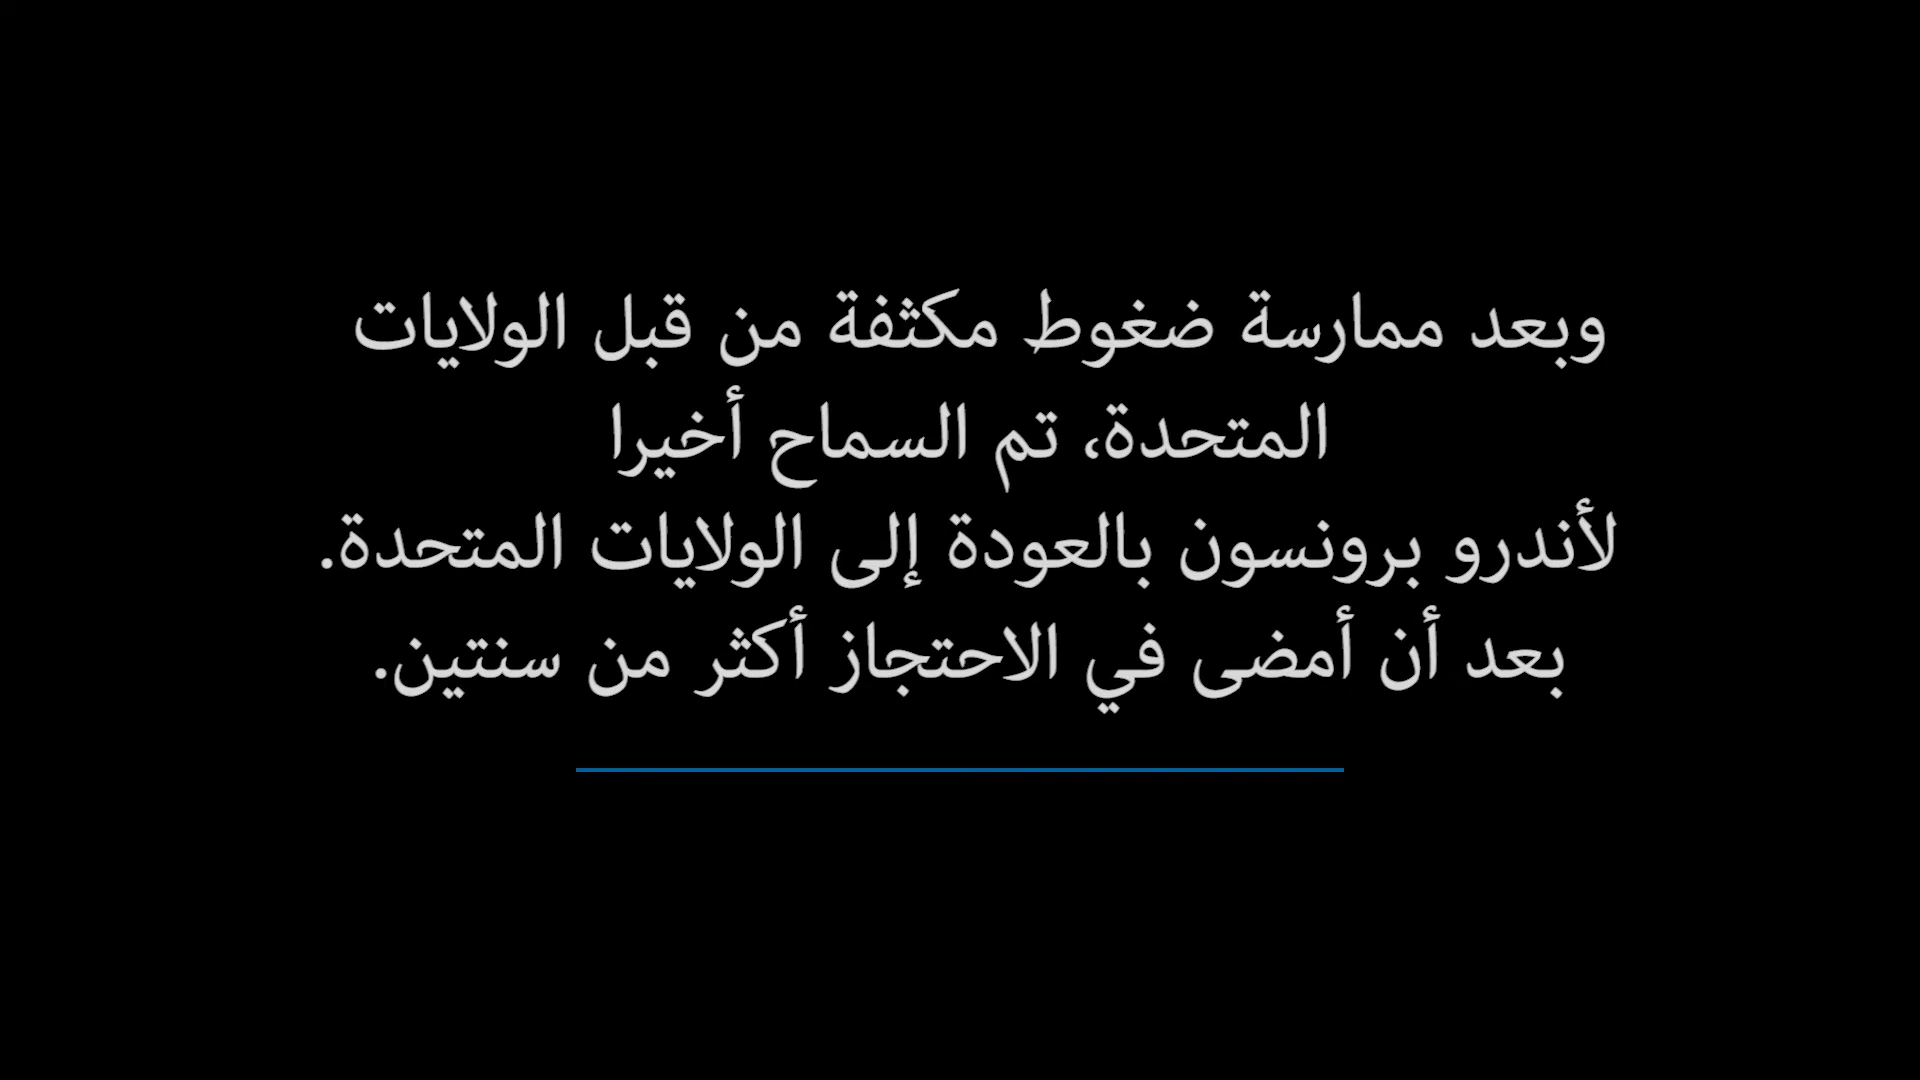 وبعد ممارسة ضغوط مكثفة من قبل الولايات
المتحدة، تم السماح أخيرا
لأندرو برونسون بالعودة إلى الولايات المتحدة.
بعد أن أمضى في الاحتجاز أكثر من سنتين.